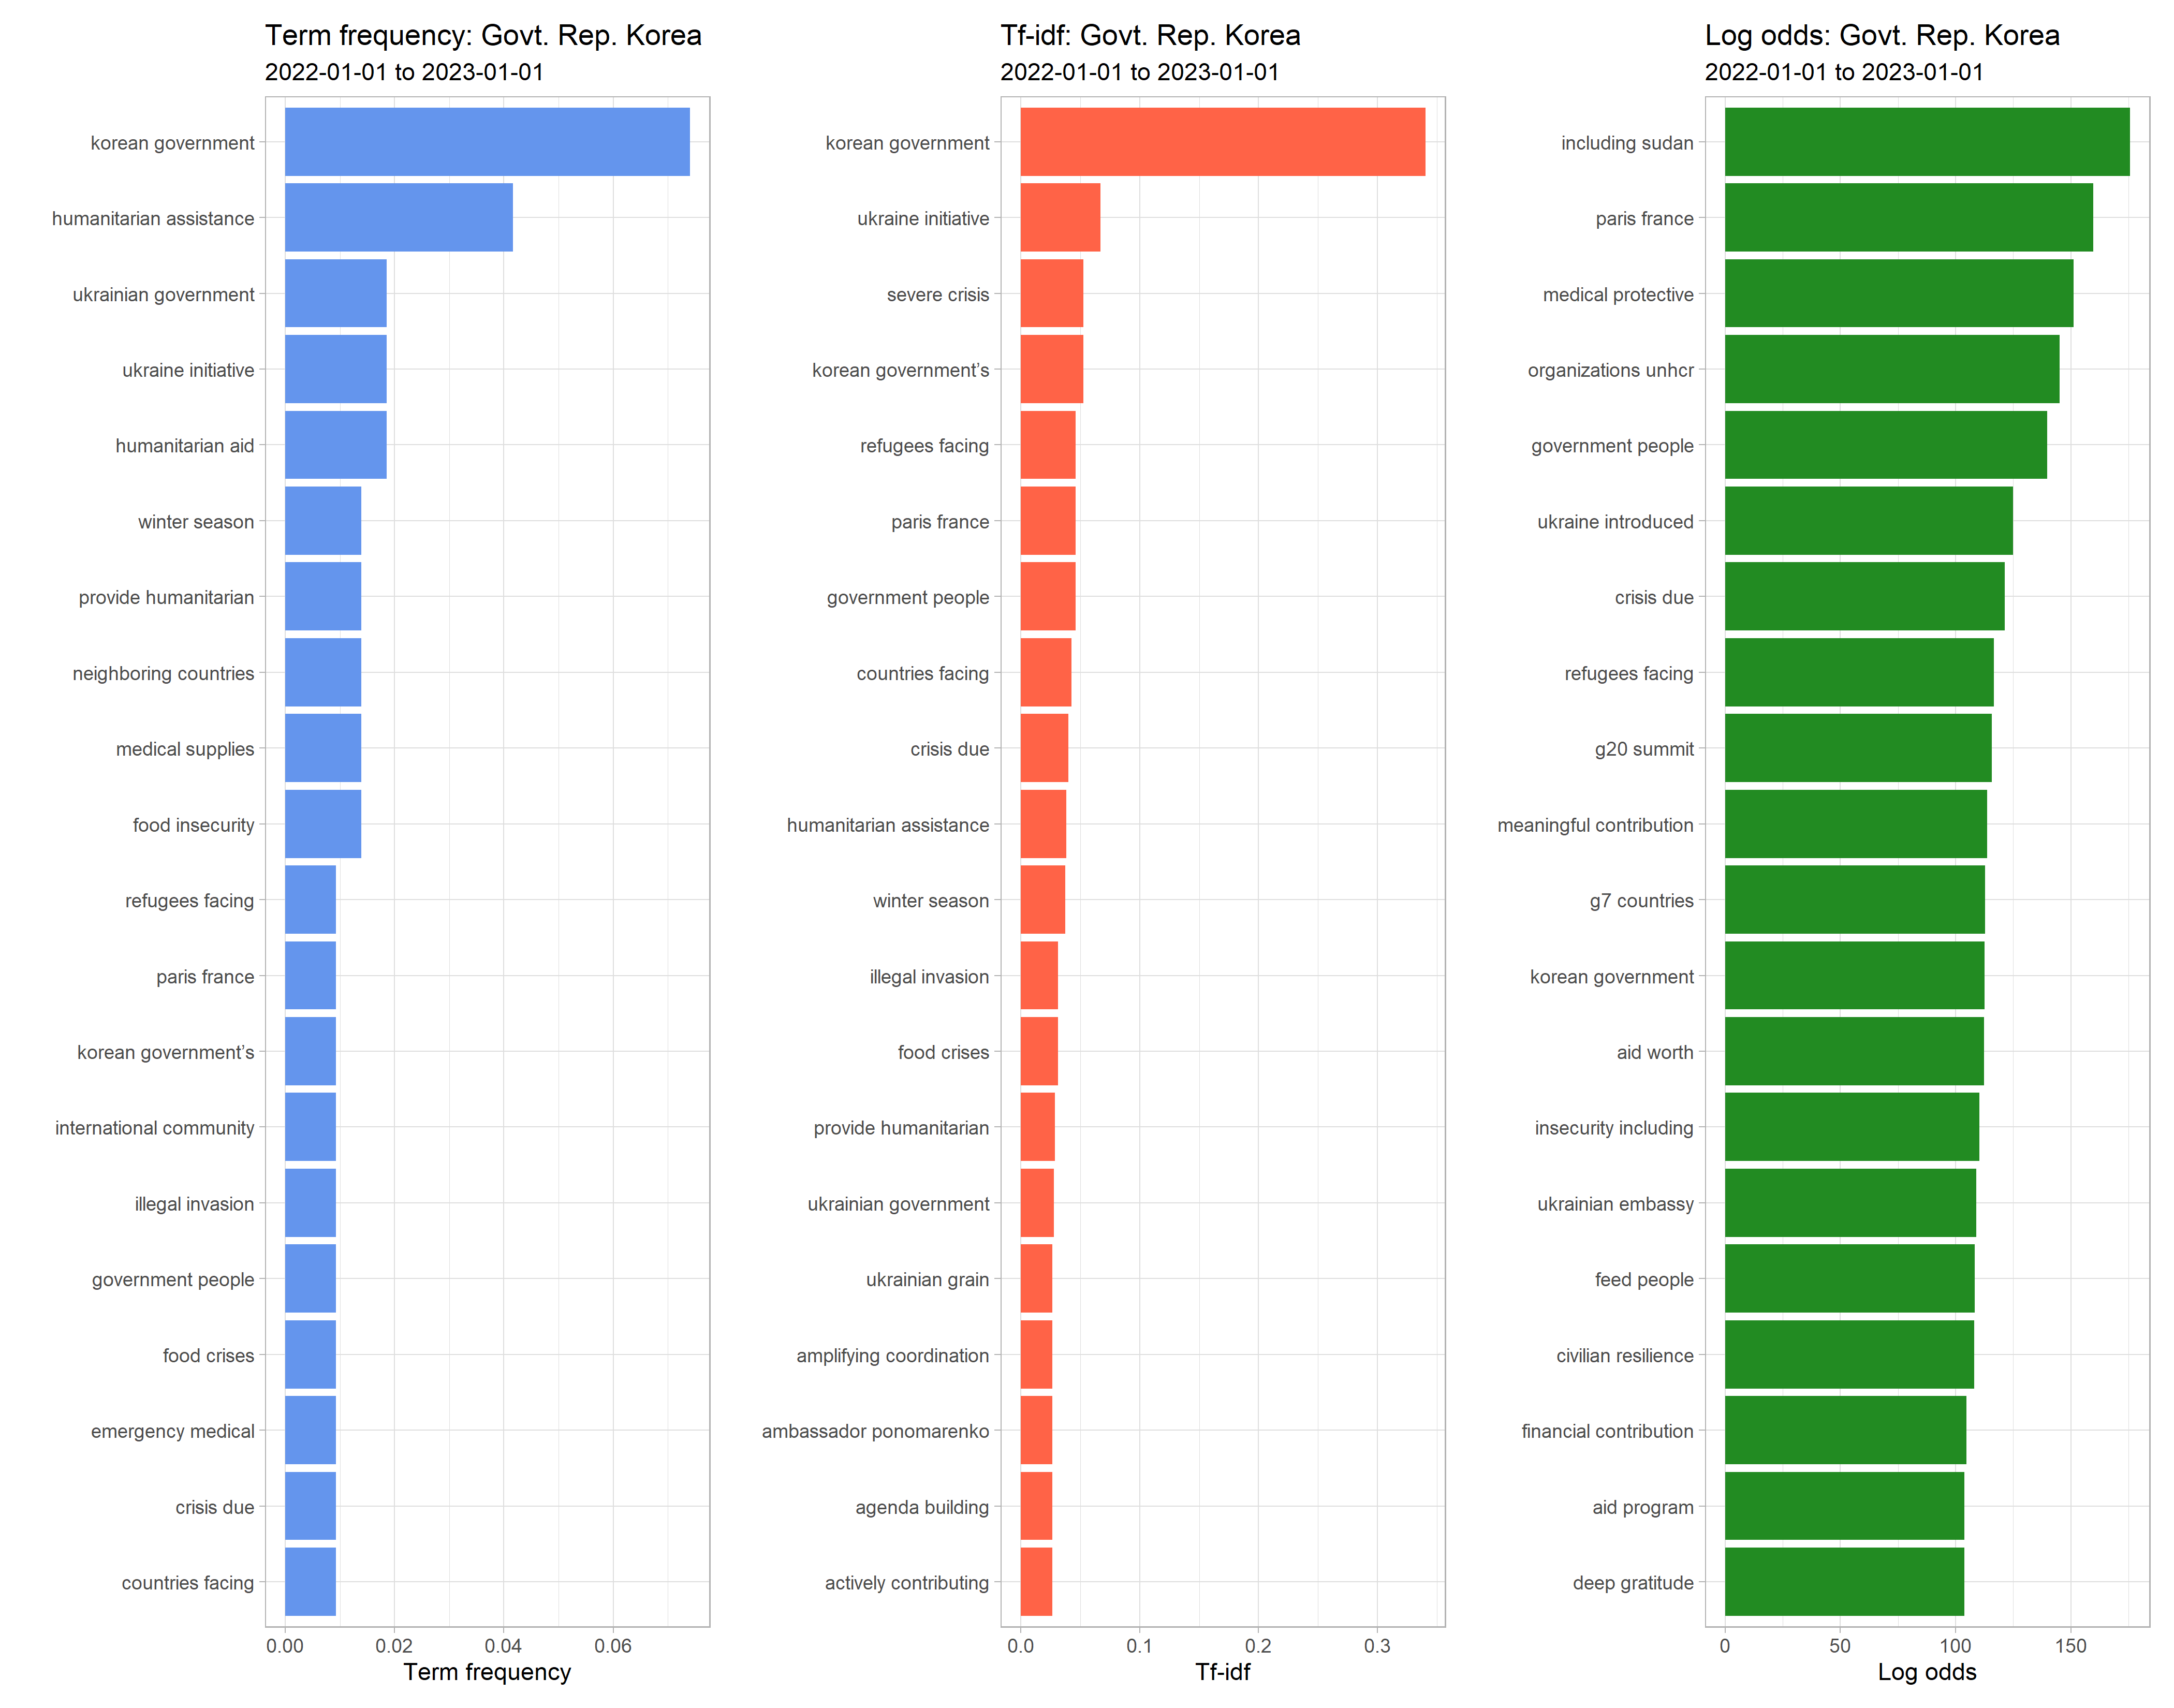 Term frequency: Govt. Rep. Korea
2022-01-01 to 2023-01-01
korean government
humanitarian assistance
ukrainian government
ukraine initiative
humanitarian aid
winter season
provide humanitarian
neighboring countries
medical supplies
food insecurity
refugees facing
paris france
korean government’s
international community
illegal invasion
government people
food crises
emergency medical
crisis due
countries facing
0.00 0.02 0.04 0.06
Term frequency
Tf-idf: Govt. Rep. Korea
2022-01-01 to 2023-01-01
korean government
ukraine initiative
severe crisis
korean government’s
refugees facing
paris france
government people
countries facing
crisis due
humanitarian assistance
winter season
illegal invasion
food crises
provide humanitarian
ukrainian government
ukrainian grain
amplifying coordination
ambassador ponomarenko
agenda building
actively contributing
0.0 0.1 0.2 0.3
Tf-idf
Log odds: Govt. Rep. Korea
2022-01-01 to 2023-01-01
including sudan
paris france
medical protective
organizations unhcr
government people
ukraine introduced
crisis due
refugees facing
g20 summit
meaningful contribution
g7 countries
korean government
aid worth
insecurity including
ukrainian embassy
feed people
civilian resilience
financial contribution
aid program
deep gratitude
0 50 100 150
Log odds